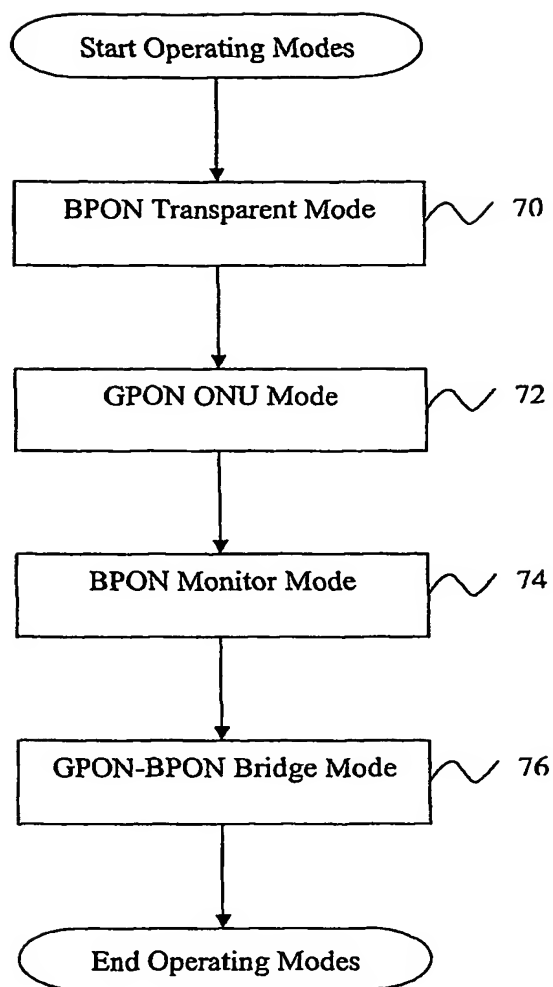 Start Operating Modes
BPON Transparent Mode
70
GPON ONU Mode
72
BPON Monitor Mode
74
GPON-BPON Bridge Mode
76
End Operating Modes